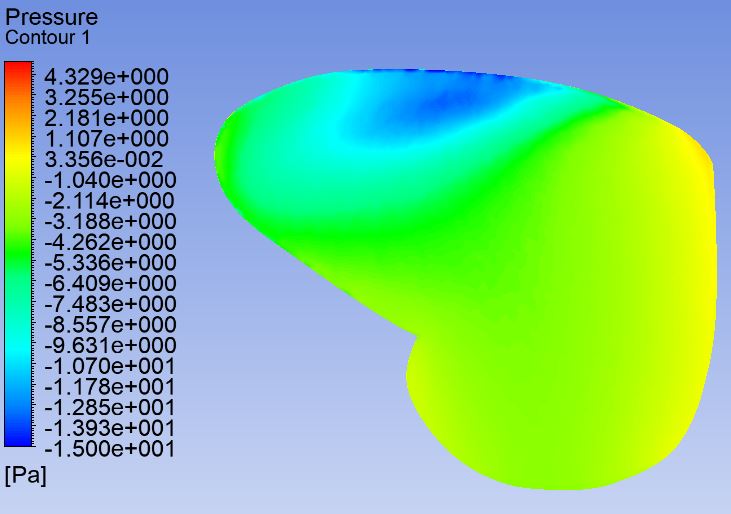 Pressure
Contour 1
4.329e+000
3.255e+000
2.181e+000
1.107e+000
3.356e-002
-1.040e+000
-2.114e+000
-3.188e+000
-4.262e+000
-5.336e+000
-6.409e+000
-7.483e+000
-8.557e+000
-9.631e+000
-1.070e+001
-1.178e+001
-1.285e+001
-1.393e+001
-1.500e+001
[Pa]